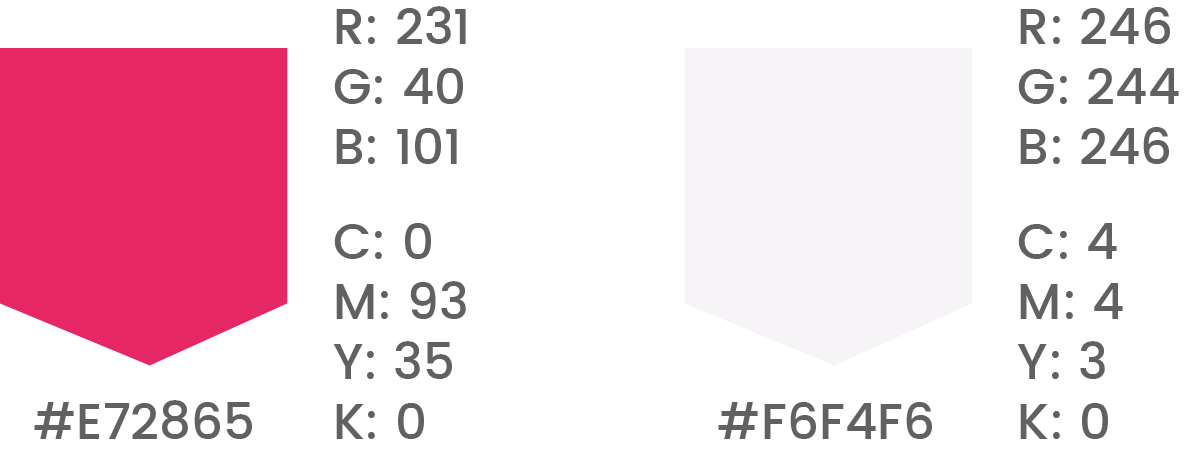 R: 231
G: 40
B: 101
C: 0
M: 93
Y: 35
K: 0
#E72865
R: 246
G: 244
B: 246
C: 4
M: 4
Y: 3
K: 0
#F6F4F6